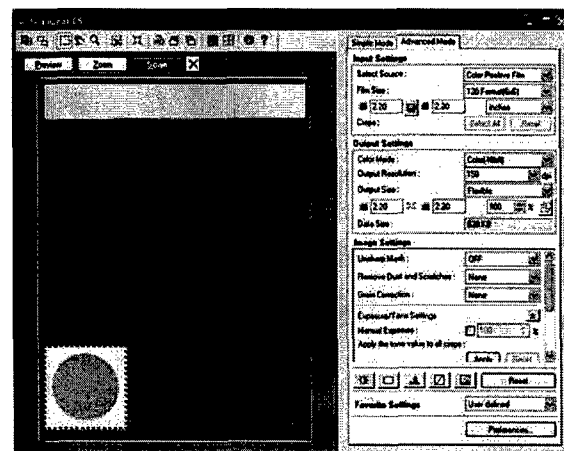 Preview Zoom Scan
Simple Mode Advanced Mode
Input Settings
Select Source : Color Positive Film
Film Size : 120 Format(6x6)
2.20 2.20 inches
Crops : Select All Reset
Output Settings
Color Mode :
Output Resolution : 150 dpi
Output Size : Flexible
2.20 2.20 100 %
Data Size :
Image Settings
Unsharp Mask : OFF
Remove Dust and Scratches : None
Grain Correction : None
Exposure/Tone Settings
Manual Exposure : 100 %
Apply the tone value to all crops :
Apply Reset
Reset
Favorite Settings User defined
Preferences...